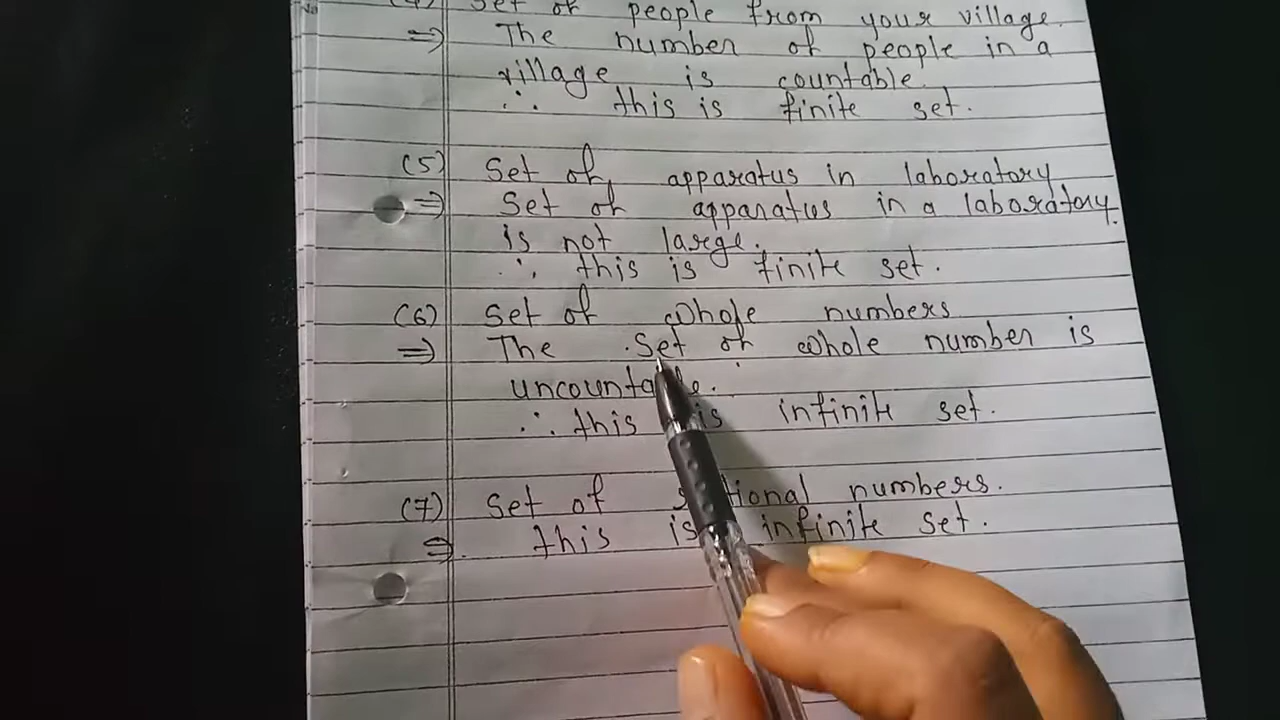 (4) Set of people from your village.
⇒ The number of people in a
village is countable.
∴ this is finite set.
(5) Set of apparatus in laboratory
⇒ Set of apparatus in a laboratory.
is not large.
∴ this is finite set.
(6) Set of whole numbers
⇒ The Set of whole number is
uncountable.
∴ this is infinite set.
(7) Set of numbers.
⇒ this is infinite set.